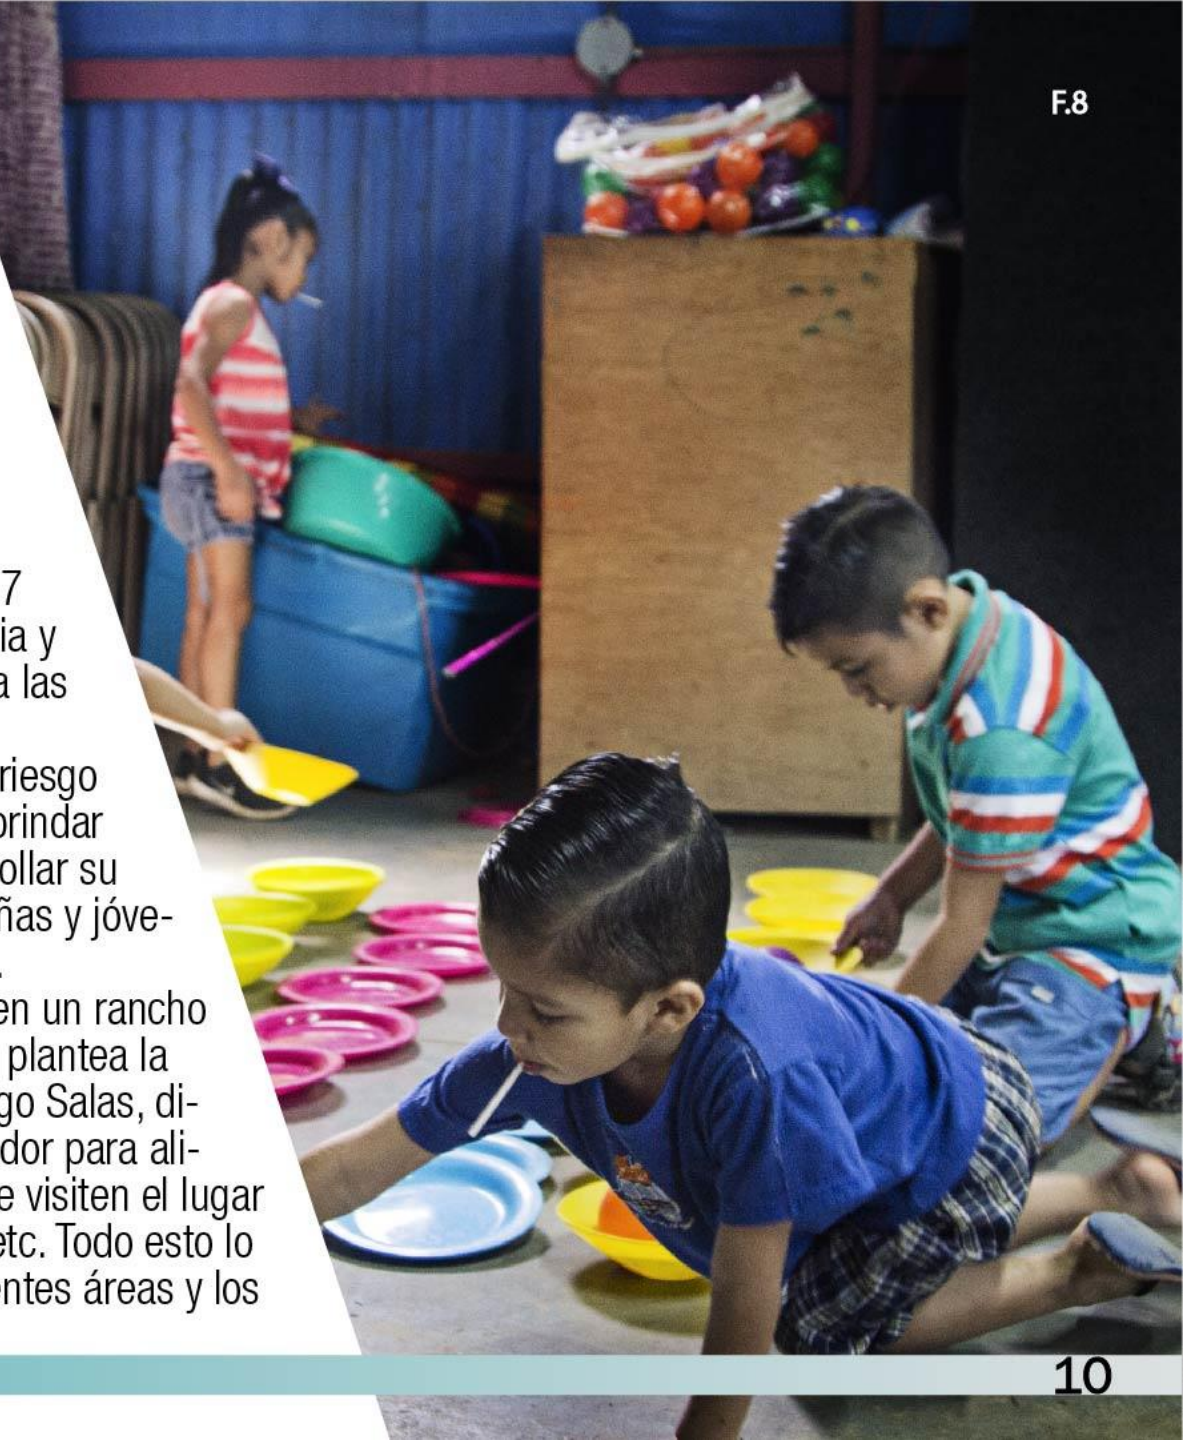 F.8
7
ia y
a las
riesgo
brindar
ollar su
ñas y jóve-
.
en un rancho
plantea la
go Salas, di-
dor para ali-
e visiten el lugar
etc. Todo esto lo
entes áreas y los
10